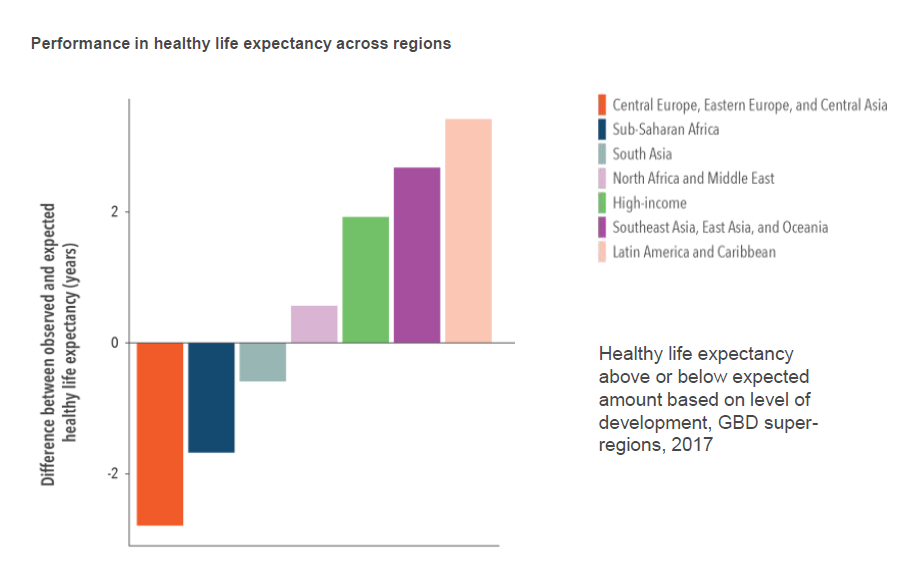 Performance in healthy life expectancy across regions
Difference between observed and expected
healthy life expectancy (years)
2
0
-2
Central Europe, Eastern Europe, and Central Asia
Sub-Saharan Africa
South Asia
North Africa and Middle East
High-income
Southeast Asia, East Asia, and Oceania
Latin America and Caribbean
Healthy life expectancy
above or below expected
amount based on level of
development, GBD super-
regions, 2017